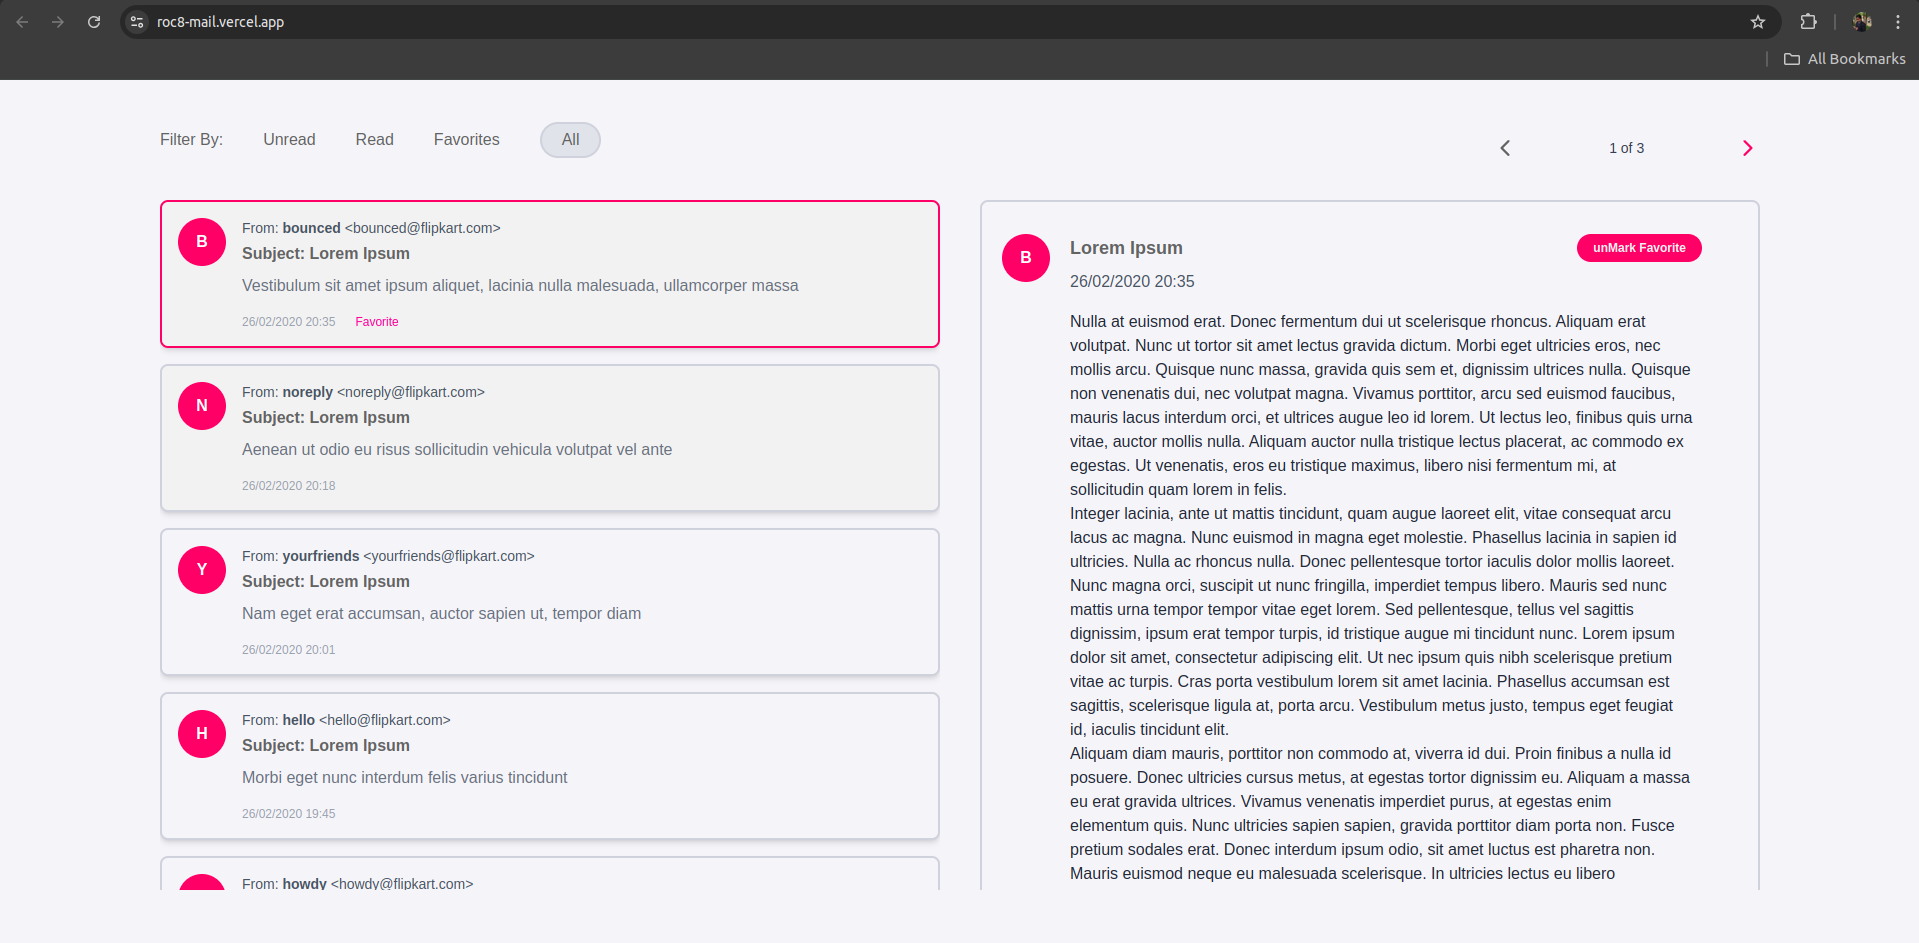 roc8-mail.vercel.app
All Bookmarks
Filter By: Unread Read Favorites All
1 of 3
B
From: bounced <bounced@flipkart.com>
Subject: Lorem Ipsum
Vestibulum sit amet ipsum aliquet, lacinia nulla malesuada, ullamcorper massa
26/02/2020 20:35 Favorite
N
From: noreply <noreply@flipkart.com>
Subject: Lorem Ipsum
Aenean ut odio eu risus sollicitudin vehicula volutpat vel ante
26/02/2020 20:18
Y
From: yourfriends <yourfriends@flipkart.com>
Subject: Lorem Ipsum
Nam eget erat accumsan, auctor sapien ut, tempor diam
26/02/2020 20:01
H
From: hello <hello@flipkart.com>
Subject: Lorem Ipsum
Morbi eget nunc interdum felis varius tincidunt
26/02/2020 19:45
From: howdy <howdy@flipkart.com>
B
Lorem Ipsum
unMark Favorite
26/02/2020 20:35
Nulla at euismod erat. Donec fermentum dui ut scelerisque rhoncus. Aliquam erat
volutpat. Nunc ut tortor sit amet lectus gravida dictum. Morbi eget ultricies eros, nec
mollis arcu. Quisque nunc massa, gravida quis sem et, dignissim ultrices nulla. Quisque
non venenatis dui, nec volutpat magna. Vivamus porttitor, arcu sed euismod faucibus,
mauris lacus interdum orci, et ultrices augue leo id lorem. Ut lectus leo, finibus quis urna
vitae, auctor mollis nulla. Aliquam auctor nulla tristique lectus placerat, ac commodo ex
egestas. Ut venenatis, eros eu tristique maximus, libero nisi fermentum mi, at
sollicitudin quam lorem in felis.
Integer lacinia, ante ut mattis tincidunt, quam augue laoreet elit, vitae consequat arcu
lacus ac magna. Nunc euismod in magna eget molestie. Phasellus lacinia in sapien id
ultricies. Nulla ac rhoncus nulla. Donec pellentesque tortor iaculis dolor mollis laoreet.
Nunc magna orci, suscipit ut nunc fringilla, imperdiet tempus libero. Mauris sed nunc
mattis urna tempor tempor vitae eget lorem. Sed pellentesque, tellus vel sagittis
dignissim, ipsum erat tempor turpis, id tristique augue mi tincidunt nunc. Lorem ipsum
dolor sit amet, consectetur adipiscing elit. Ut nec ipsum quis nibh scelerisque pretium
vitae ac turpis. Cras porta vestibulum lorem sit amet lacinia. Phasellus accumsan est
sagittis, scelerisque ligula at, porta arcu. Vestibulum metus justo, tempus eget feugiat
id, iaculis tincidunt elit.
Aliquam diam mauris, porttitor non commodo at, viverra id dui. Proin finibus a nulla id
posuere. Donec ultricies cursus metus, at egestas tortor dignissim eu. Aliquam a massa
eu erat gravida ultrices. Vivamus venenatis imperdiet purus, at egestas enim
elementum quis. Nunc ultricies sapien sapien, gravida porttitor diam porta non. Fusce
pretium sodales erat. Donec interdum ipsum odio, sit amet luctus est pharetra non.
Mauris euismod neque eu malesuada scelerisque. In ultricies lectus eu libero